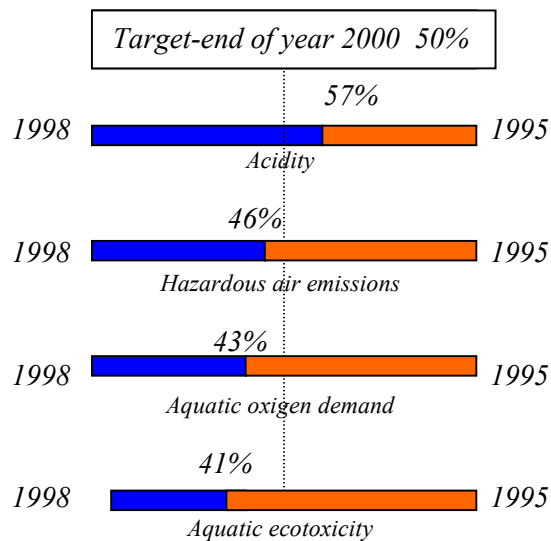 Target-end of year 2000 50%
57%
1998 1995
Acidity
46%
1998 1995
Hazardous air emissions
43%
1998 1995
Aquatic oxigen demand
41%
1998 1995
Aquatic ecotoxicity